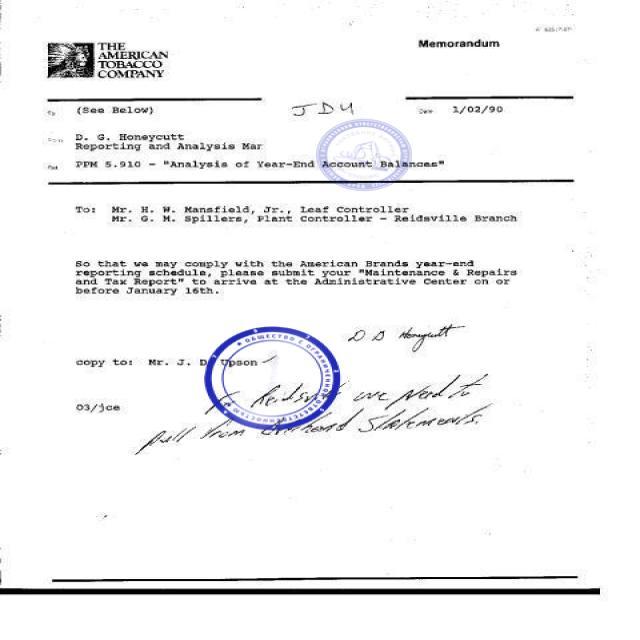 THE
AMERICAN
TOBACCO
COMPANY
Memorandum
To (See Below)
JDU
Date 1/02/90
From D. G. Honeycutt
Reporting and Analysis Mar
PPM 5.910 - "Analysis of Year-End Account Balances"
To: Mr. H. W. Mansfield, Jr., Leaf Controller
Mr. G. M. Spillers, Plant Controller - Reidsville Branch
So that we may comply with the American Brands year-end
reporting schedule, please submit your "Maintenance & Repairs
and Tax Report" to arrive at the Administrative Center on or
before January 16th.
D G Honeycutt
copy to: Mr. J. D. Upson
ОБЩЕСТВО С ОГРАНИЧЕННОЙ ОТВЕТСТВЕННОСТЬЮ
03/jce
Reidsville we need to
pull from Overhead Statements.